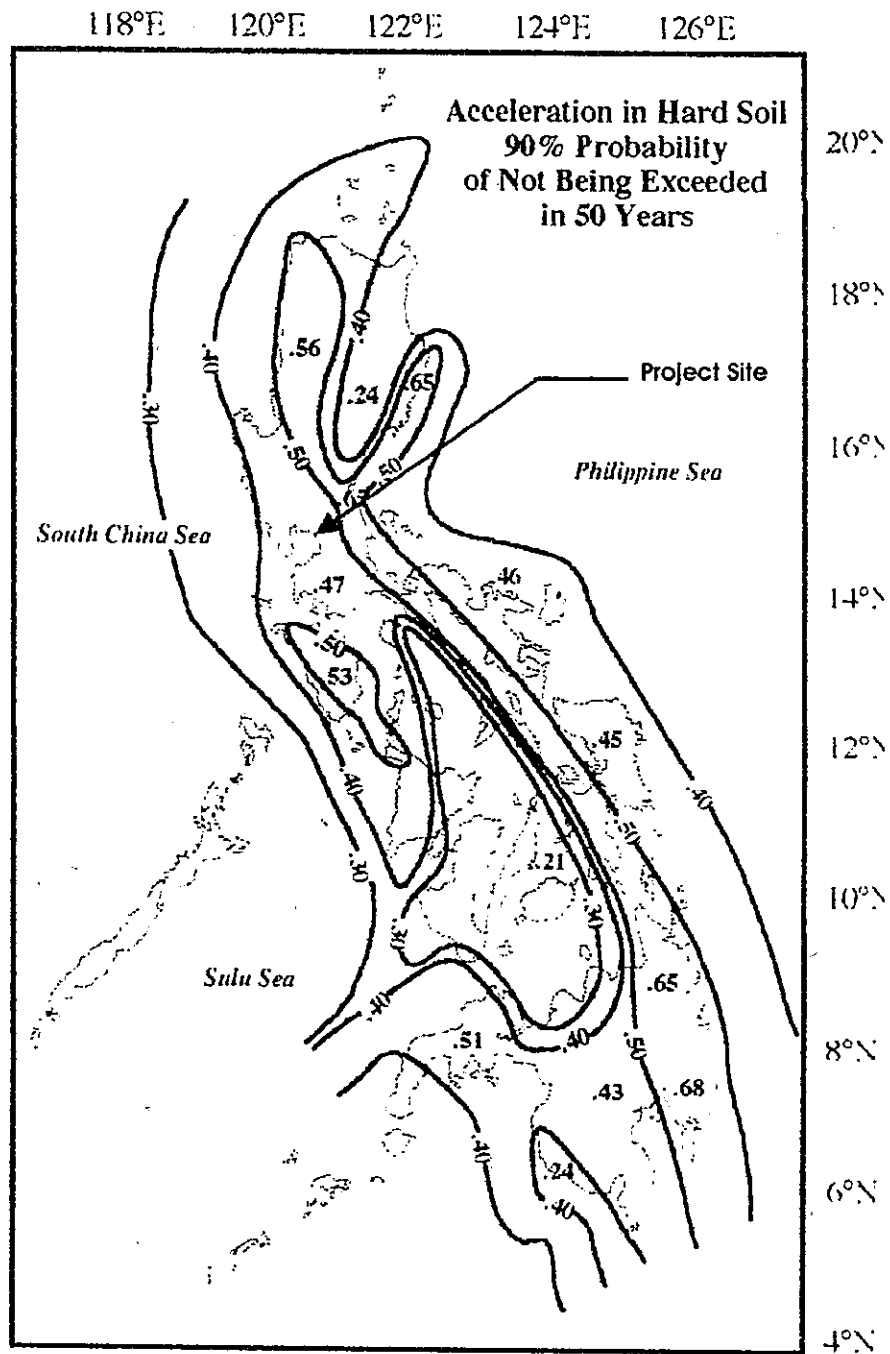 118°E 120°E 122°E 124°E 126°E
Acceleration in Hard Soil
90% Probability
of Not Being Exceeded
in 50 Years
20°N
18°N
.40
.56
.40
.30
.24
.65
Project Site
16°N
.50
.50
Philippine Sea
South China Sea
.47
.46
14°N
.50
.53
.45
12°N
.40
.40
.50
.30
.21
10°N
.30
.30
Sulu Sea
.65
.40
.51
.40
.50
8°N
.43
.68
.40
.24
6°N
.40
4°N